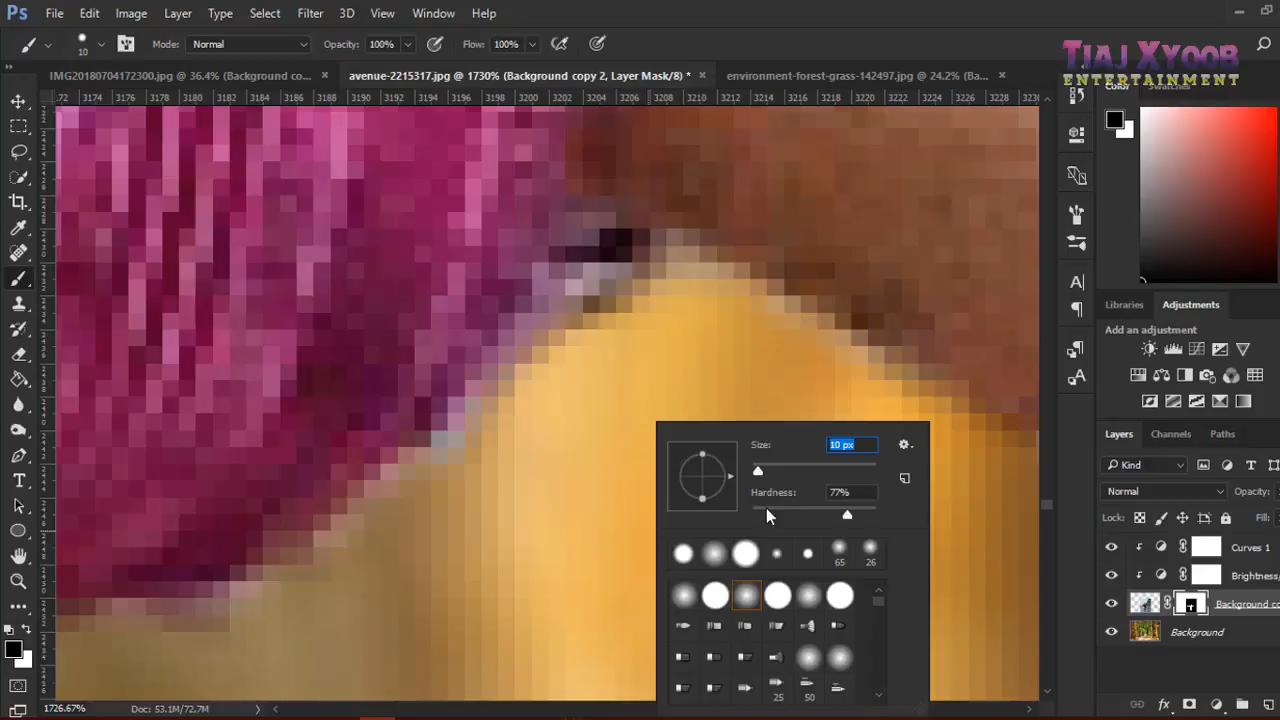 Ps File Edit Image Layer Type Select Filter 3D View Window Help
10 Mode: Normal Opacity: 100% Flow: 100%
TIAJ XYOOB
ENTERTAINMENT
IMG20180704172300.jpg @ 36.4% (Background co... × avenue-2215317.jpg @ 1730% (Background copy 2, Layer Mask/8) * × environment-forest-grass-142497.jpg @ 24.2% (Ba... ×
Color Swatches
3174 3176 3178 3180 3182 3184 3186 3188 3190 3192 3194 3196 3198 3200 3202 3204 3206 3208 3210 3212 3214 3216 3218 3220 3222 3224 3226 3228
Libraries Adjustments
Add an adjustment
Layers Channels Paths
Kind
Normal Opacity:
Lock: Fill:
Curves 1
Brightness/
Background co
Background
Size: 10 px
Hardness: 77%
65 26
25 50
1726.67% Doc: 53.1M/72.7M